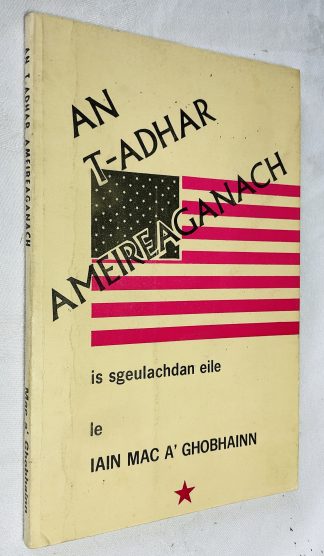 AN
T-ADHAR
AMEIREAGANACH
is sgeulachdan eile
le
IAIN MAC A' GHOBHAINN
AN T-ADHAR AMEIREAGANACH
Mac a' Ghobhainn